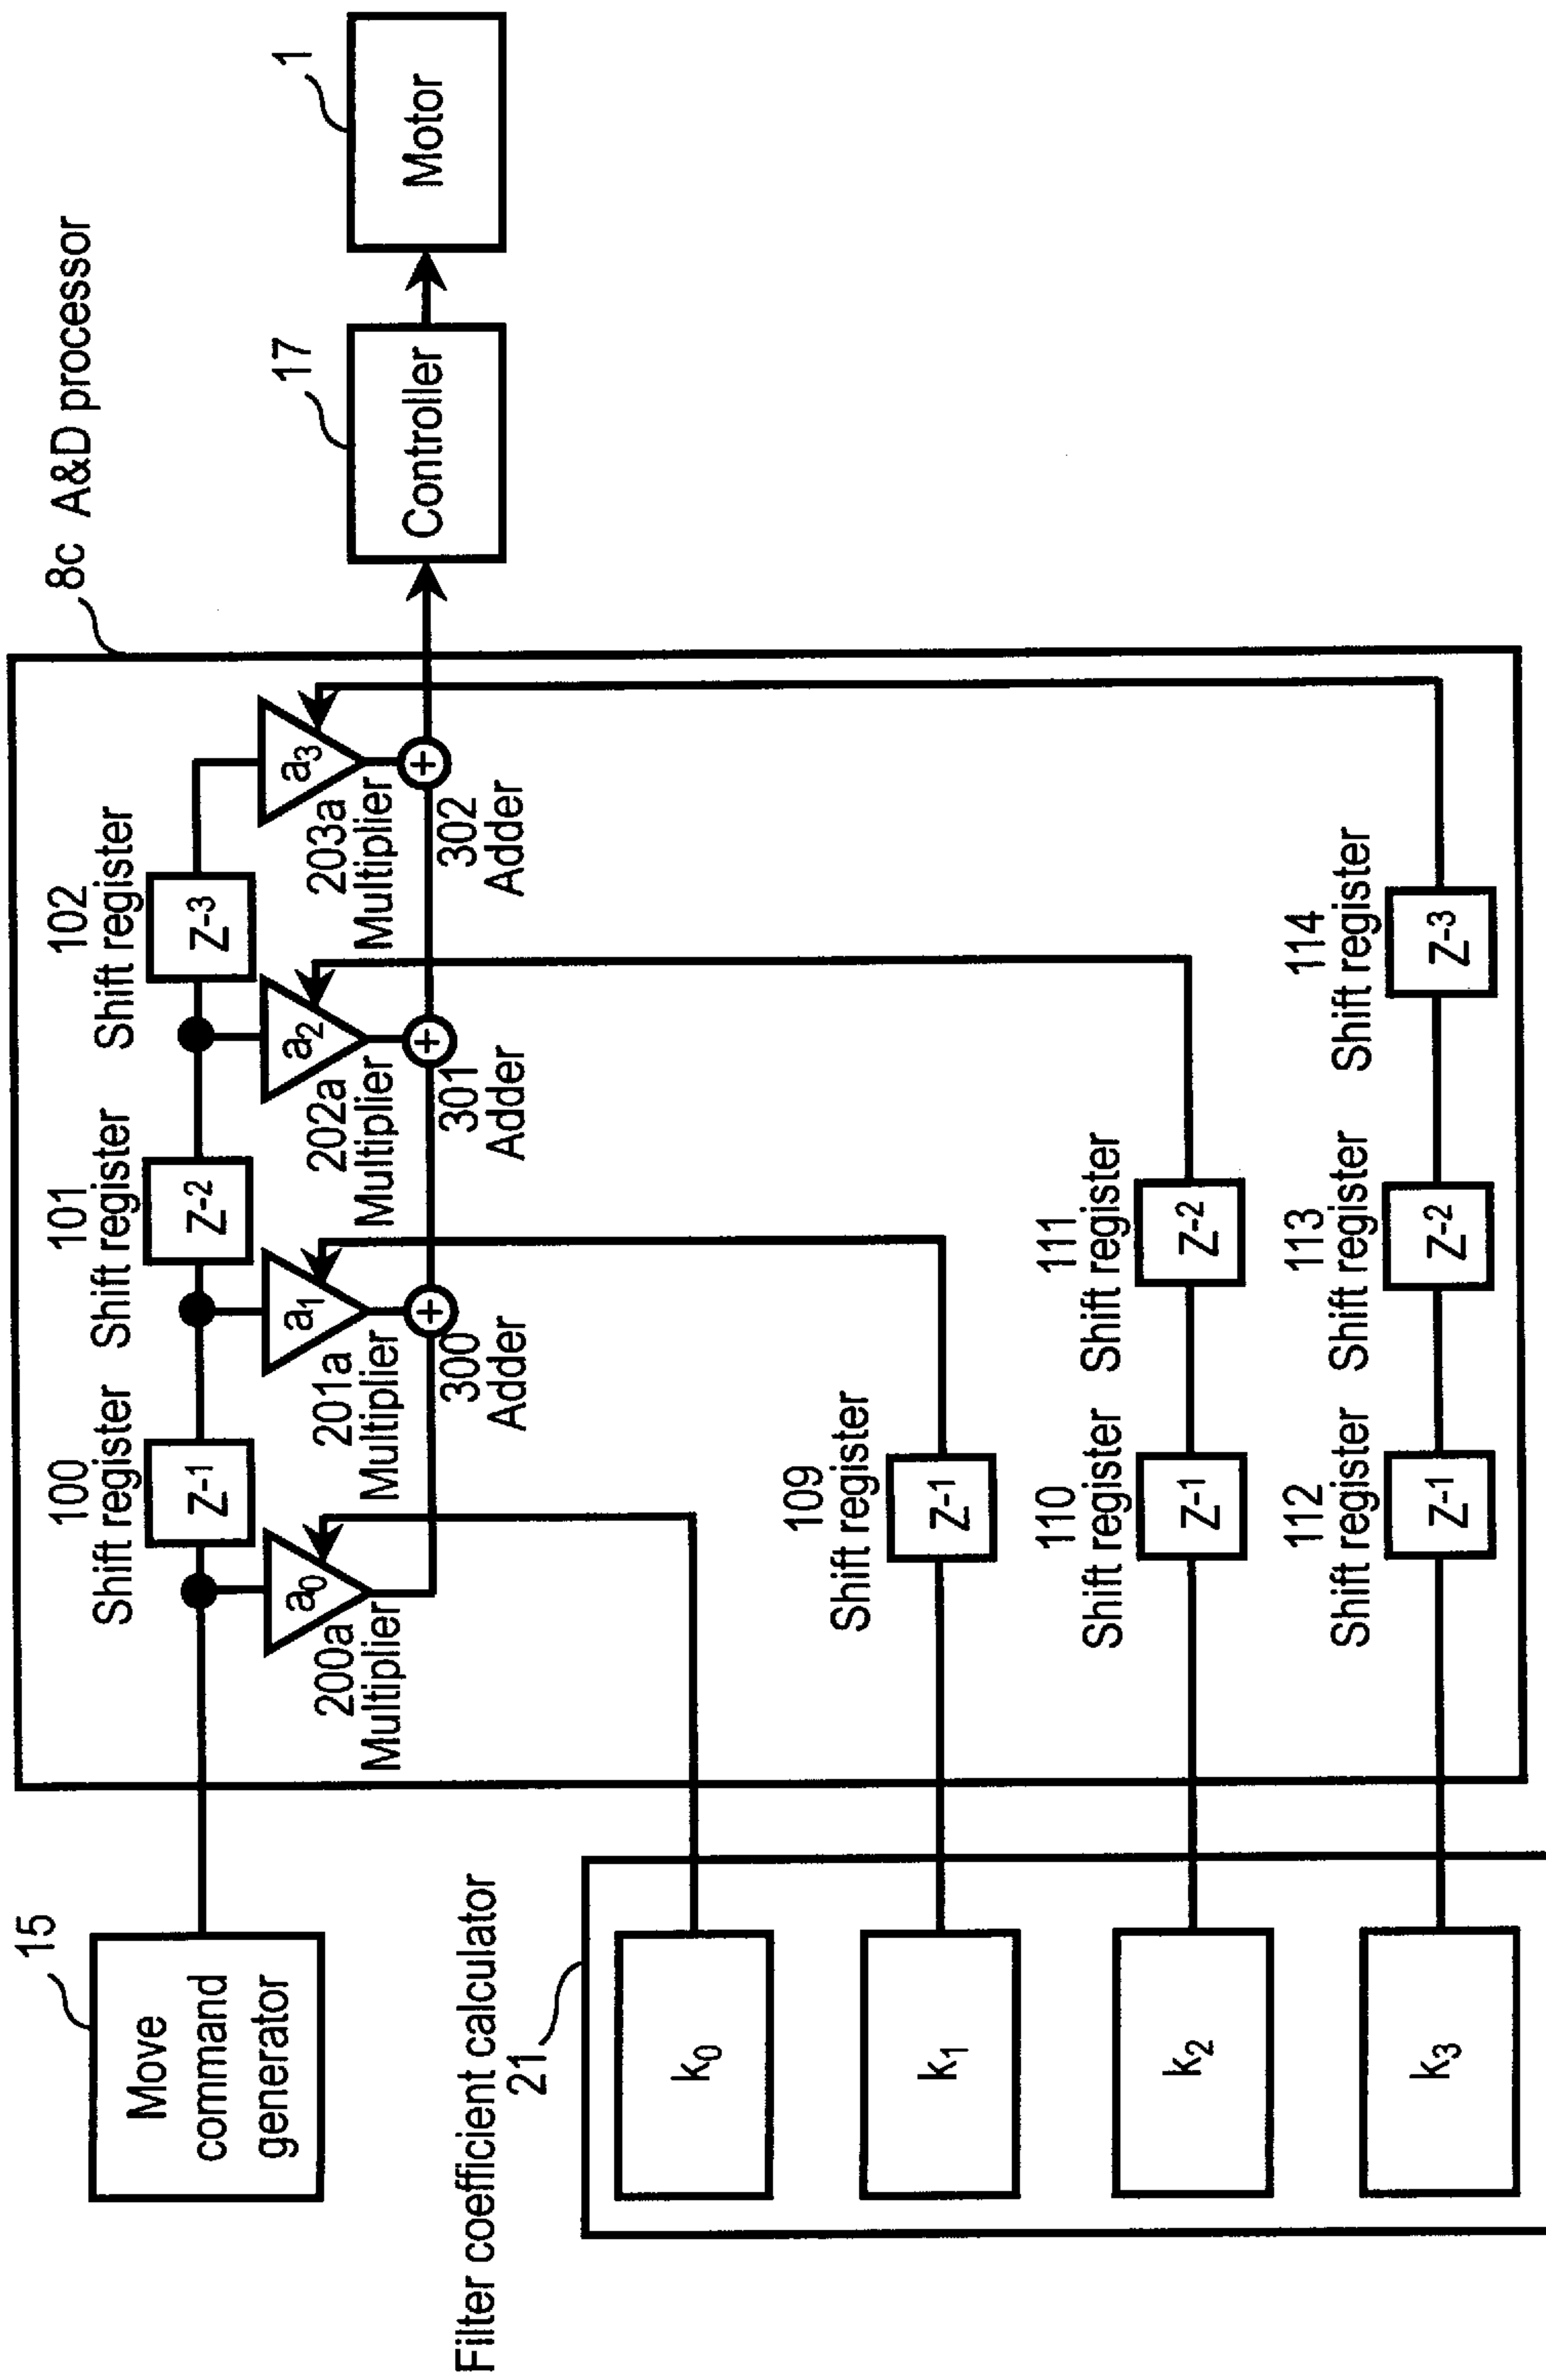 8c A&D processor
15
Move
command
generator
100
Shift register
Z-1
101
Shift register
Z-2
102
Shift register
Z-3
a0
200a
Multiplier
a1
201a
Multiplier
a2
202a
Multiplier
a3
203a
Multiplier
+
300
Adder
+
301
Adder
+
302
Adder
17
Controller
1
Motor
Filter coefficient calculator
21
k0
k1
109
Shift register
Z-1
k2
110
Shift register
Z-1
111
Shift register
Z-2
k3
112
Shift register
Z-1
113
Shift register
Z-2
114
Shift register
Z-3